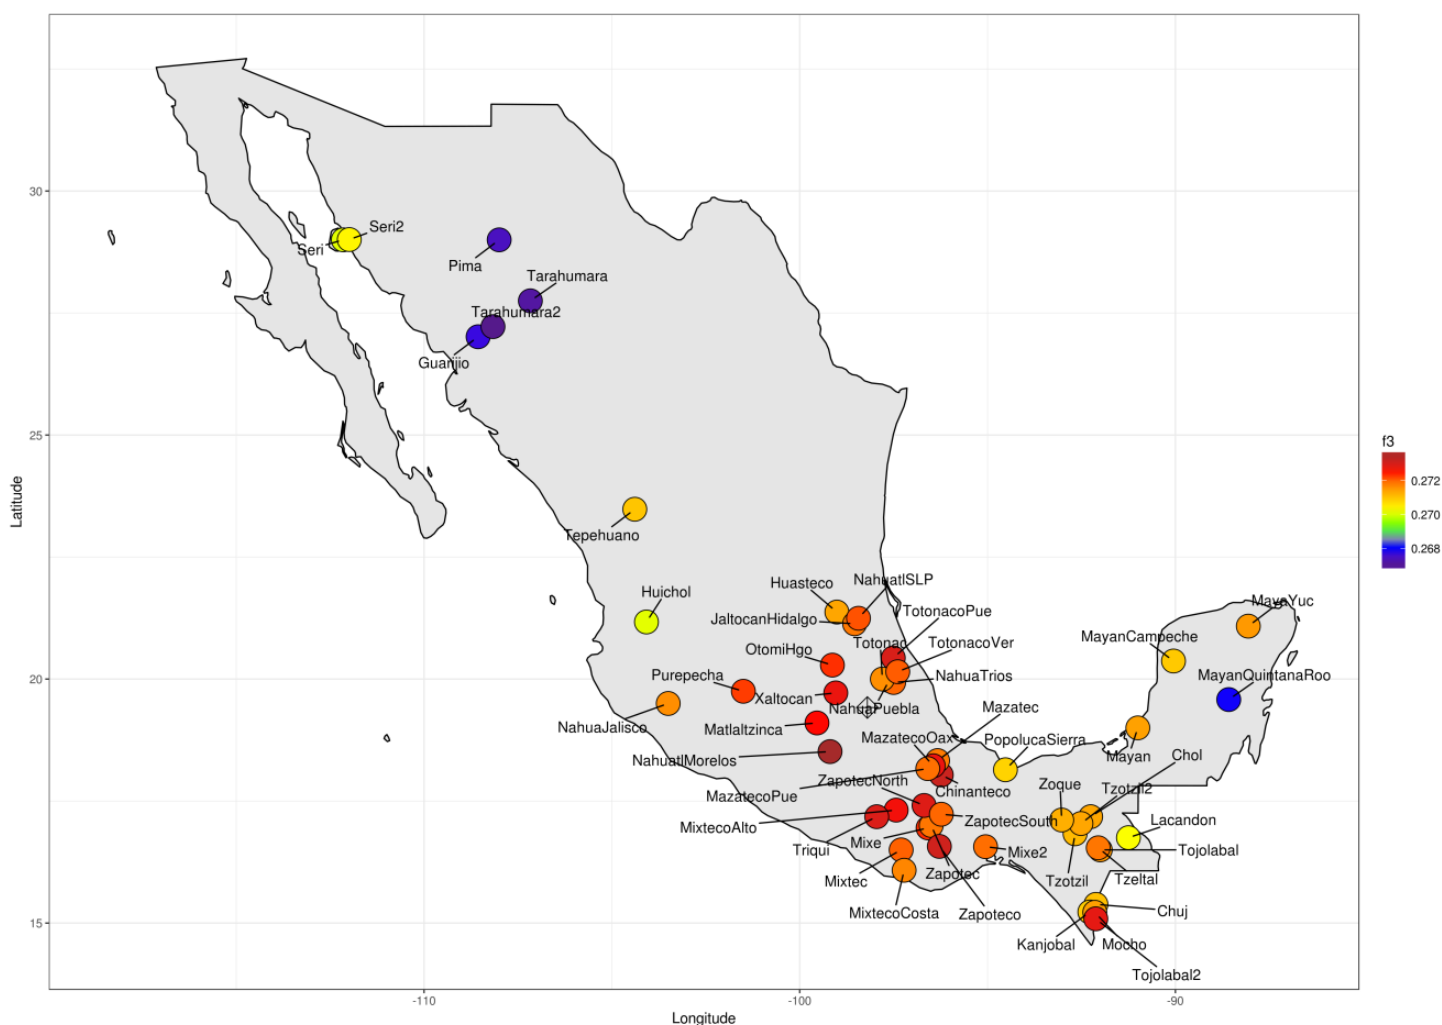 30
25
20
15
Latitude
-110
-100
-90
Longitude
f3
0.272
0.270
0.268
Seri2
Seri
Pima
Tarahumara
Tarahumara2
Guarijio
Tepehuano
Huichol
Huasteco
NahuatlSLP
JaltocanHidalgo
TotonacoPue
Totonac
TotonacoVer
OtomiHgo
Purepecha
NahuaTrios
Xaltocan
NahuaPuebla
NahuaJalisco
Matlaltzinca
Mazatec
MazatecoOax
PopolucaSierra
NahuatlMorelos
ZapotecNorth
Chinanteco
MazatecoPue
MixtecoAlto
ZapotecSouth
Mixe
Triqui
Mixe2
Mixtec
Zapotec
MixtecoCosta
Zapoteco
MayaYuc
MayanCampeche
MayanQuintanaRoo
Mayan
Chol
Zoque
Tzotzil2
Lacandon
Tojolabal
Tzotzil
Tzeltal
Chuj
Kanjobal
Mocho
Tojolabal2